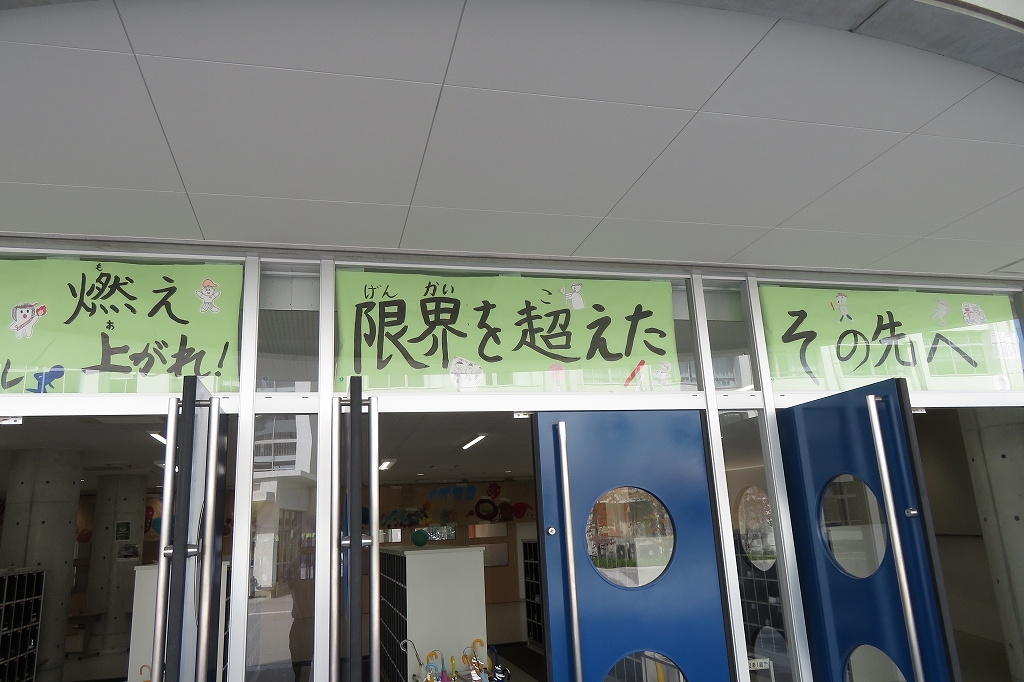 燃え
上がれ!
限界を超えた
その先へ